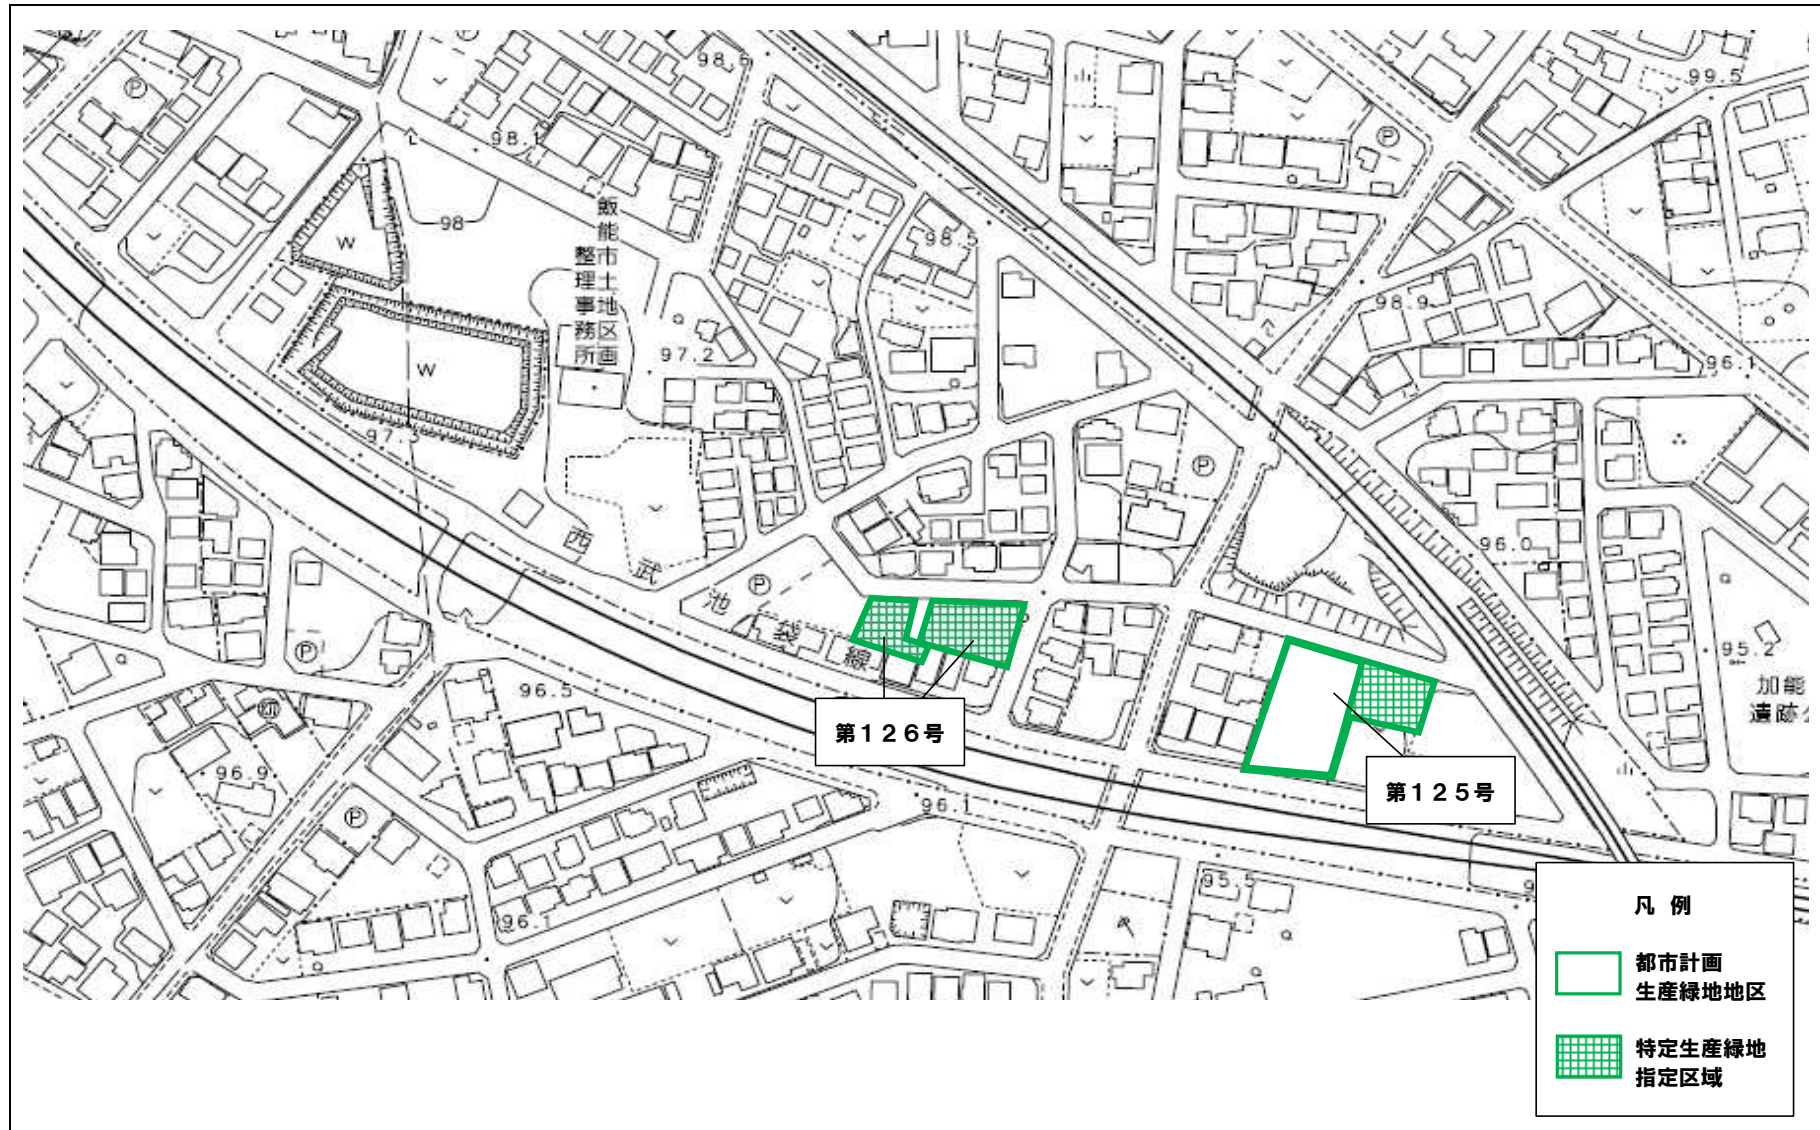 98.5
99.5
98.1
98
飯能市土地区画
整理事務所
98.5
W
W
97.2
98.9
96.1
97.3
96.0
西武池袋線
95.2
加能
遺跡
96.5
第126号
第125号
96.9
96.1
95.5
96.1
凡 例
都市計画
生産緑地地区
特定生産緑地
指定区域
P
P
P
P
P
P
幼